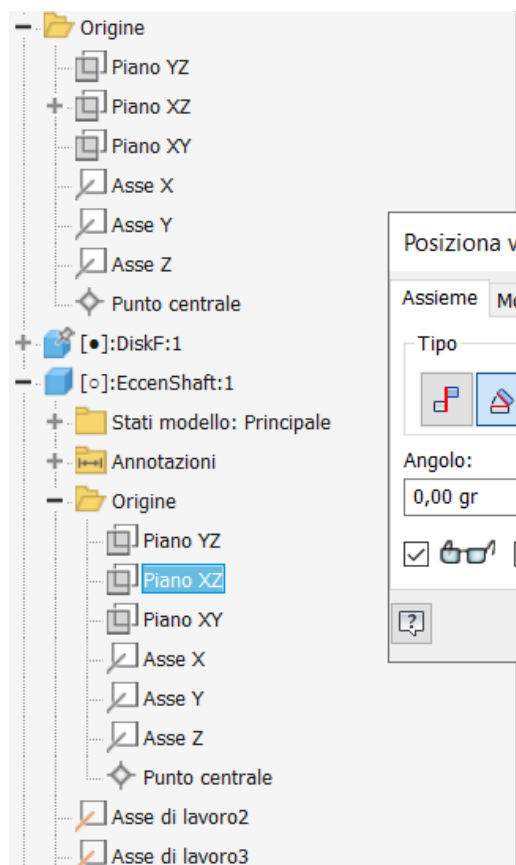 Origine
Piano YZ
Piano XZ
Piano XY
Asse X
Asse Y
Asse Z
Punto centrale
[●]:DiskF:1
[○]:EccenShaft:1
Stati modello: Principale
Annotazioni
Origine
Piano YZ
Piano XZ
Piano XY
Asse X
Asse Y
Asse Z
Punto centrale
Asse di lavoro2
Asse di lavoro3
Posiziona v
Assieme Mo
Tipo
Angolo:
0,00 gr
?